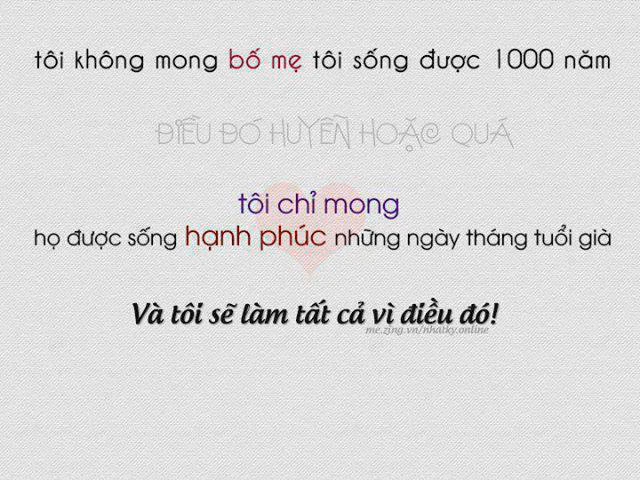 tôi không mong bố mẹ tôi sống được 1000 năm
ĐIỀU ĐÓ HUYỀN HOẶC QUÁ
tôi chỉ mong
họ được sống hạnh phúc những ngày tháng tuổi già
Và tôi sẽ làm tất cả vì điều đó!
me.zing.vn/nhatky.online